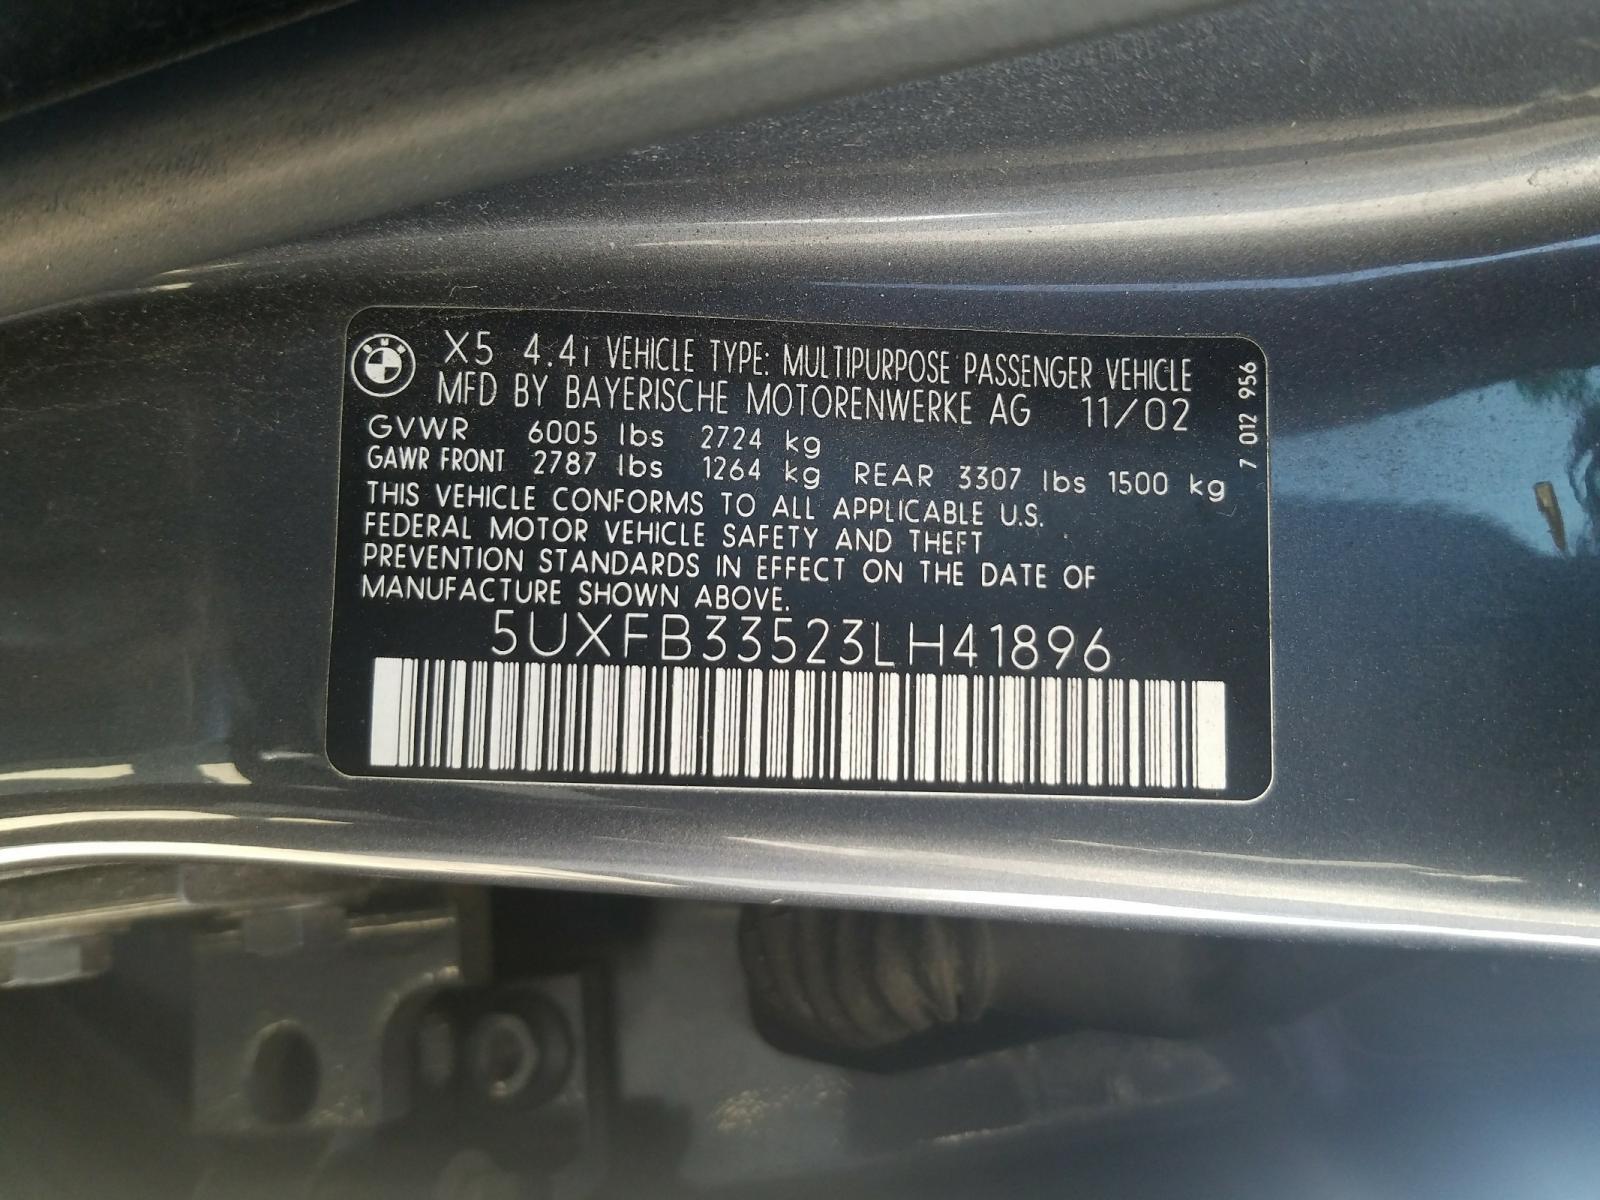 X5 4.4i VEHICLE TYPE: MULTIPURPOSE PASSENGER VEHICLE
MFD BY BAYERISCHE MOTORENWERKE AG 11/02
GVWR 6005 lbs 2724 kg
GAWR FRONT 2787 lbs 1264 kg REAR 3307 lbs 1500 kg
THIS VEHICLE CONFORMS TO ALL APPLICABLE U.S.
FEDERAL MOTOR VEHICLE SAFETY AND THEFT
PREVENTION STANDARDS IN EFFECT ON THE DATE OF
MANUFACTURE SHOWN ABOVE.
5UXFB33523LH41896
7 012 956
BMW